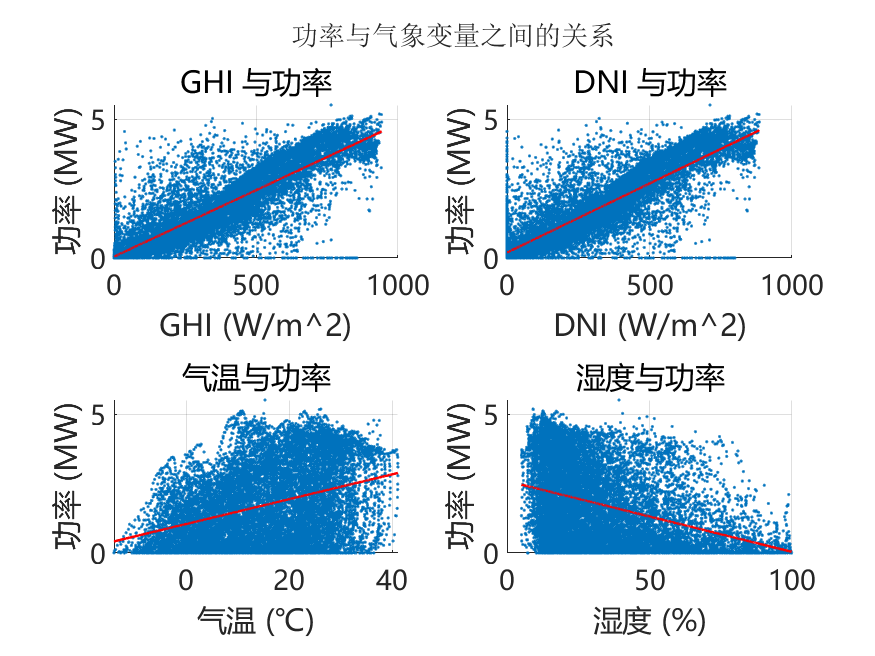 功率与气象变量之间的关系
GHI 与功率
DNI 与功率
功率 (MW)
5
0
0 500 1000
GHI (W/m^2)
功率 (MW)
5
0
0 500 1000
DNI (W/m^2)
气温与功率
湿度与功率
功率 (MW)
5
0
0 20 40
气温 (℃)
功率 (MW)
5
0
0 50 100
湿度 (%)